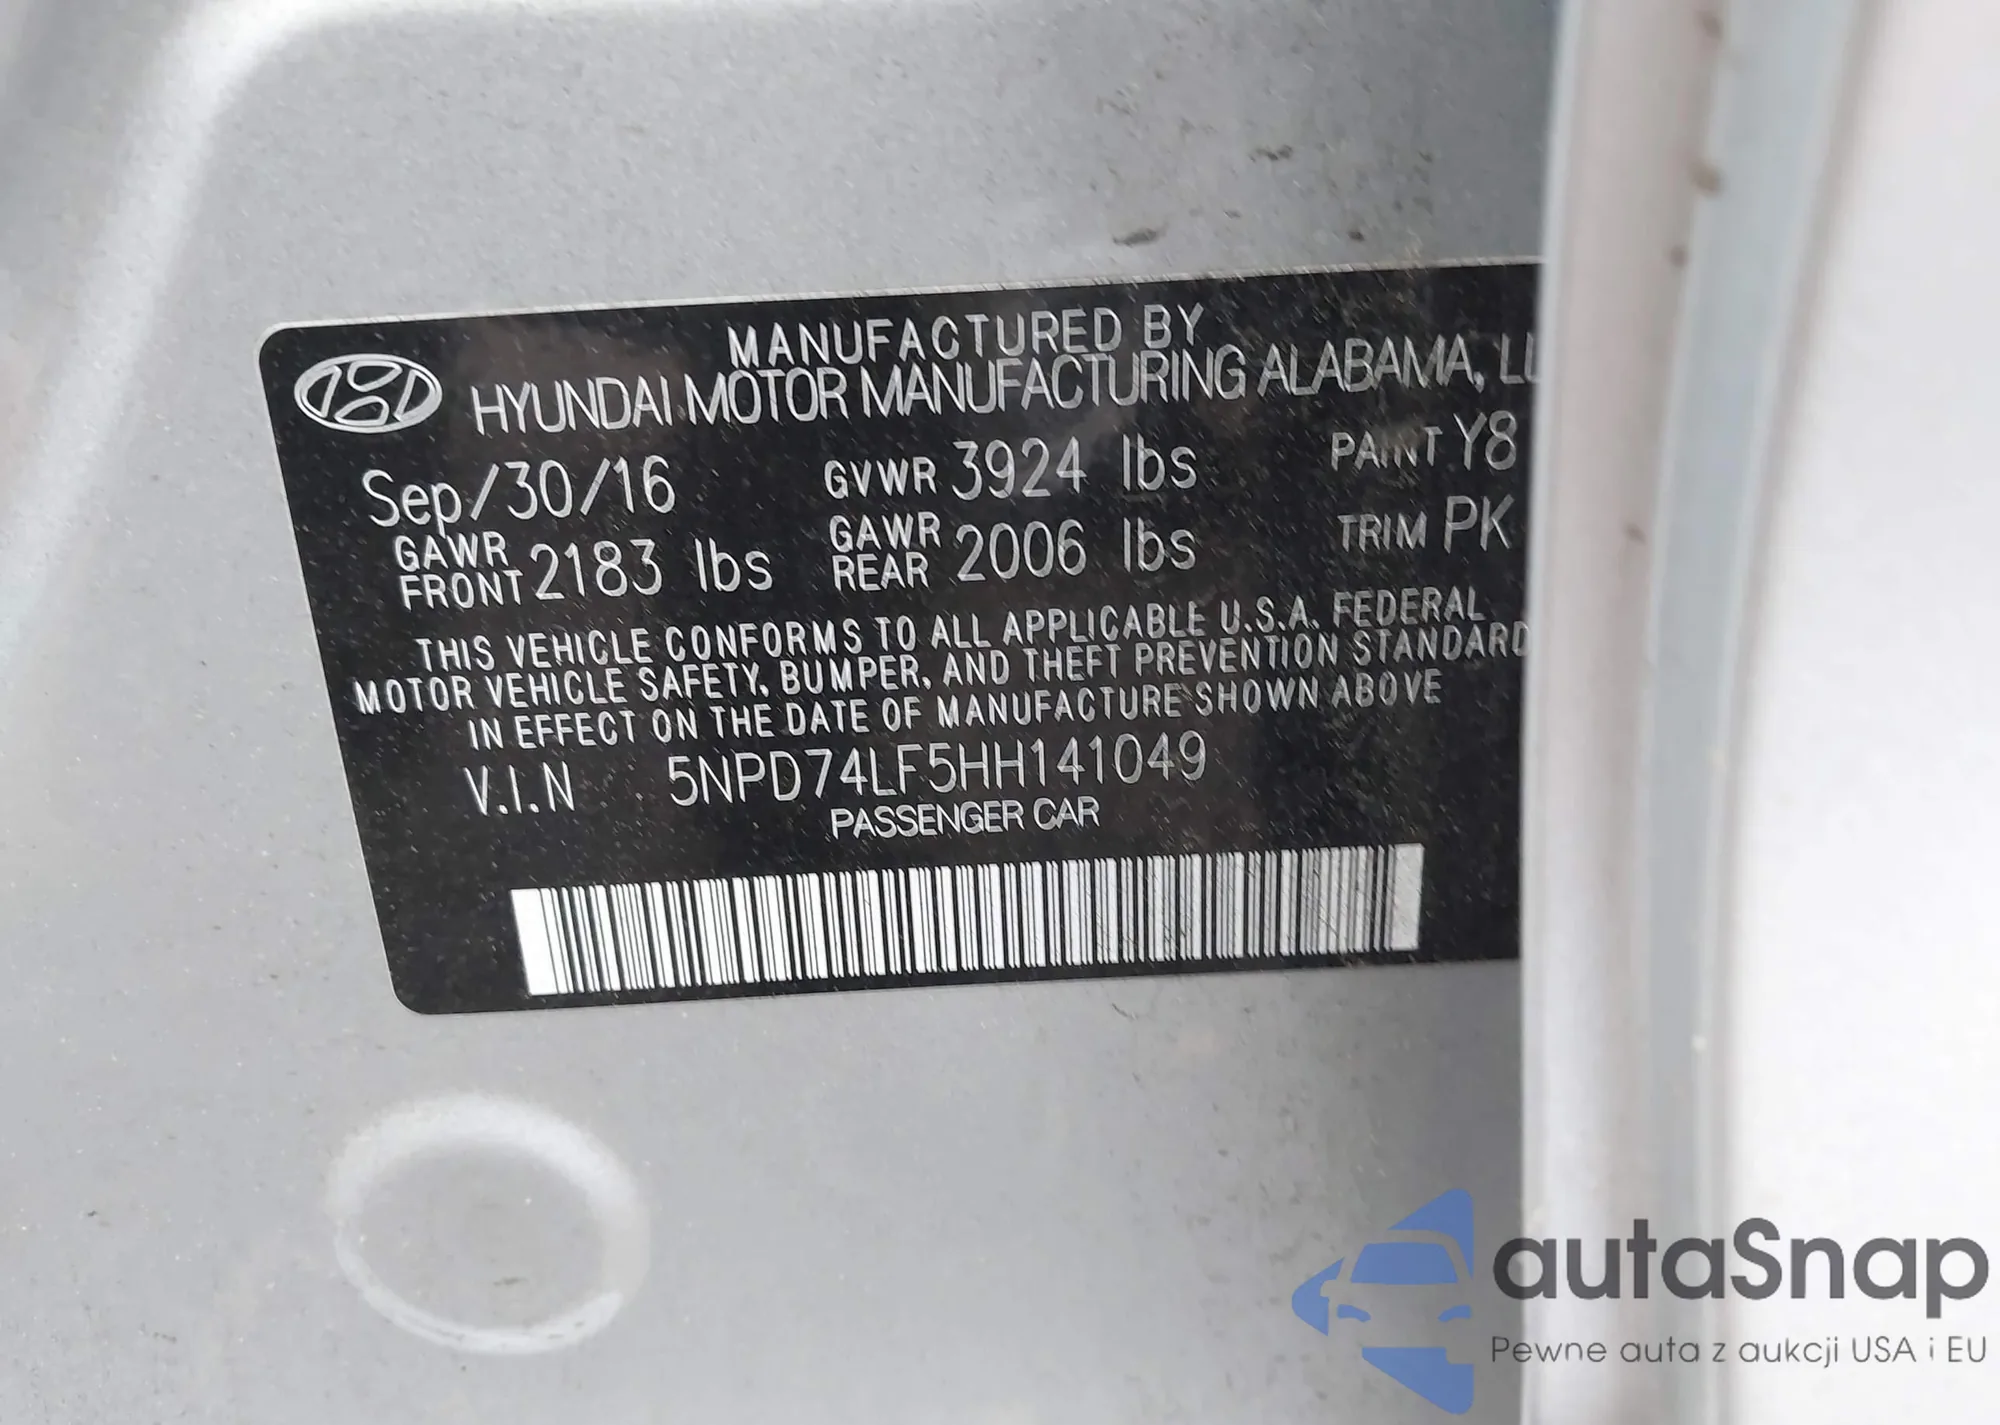 MANUFACTURED BY
HYUNDAI MOTOR MANUFACTURING ALABAMA,
Sep/30/16 GVWR 3924 lbs PAINT Y8
GAWR FRONT 2183 lbs GAWR REAR 2006 lbs TRIM PK
THIS VEHICLE CONFORMS TO ALL APPLICABLE U.S.A. FEDERAL
MOTOR VEHICLE SAFETY, BUMPER, AND THEFT PREVENTION STANDARD
IN EFFECT ON THE DATE OF MANUFACTURE SHOWN ABOVE
V.I.N 5NPD74LF5HH141049
PASSENGER CAR
autaSnap
Pewne auta z aukcji USA i EU